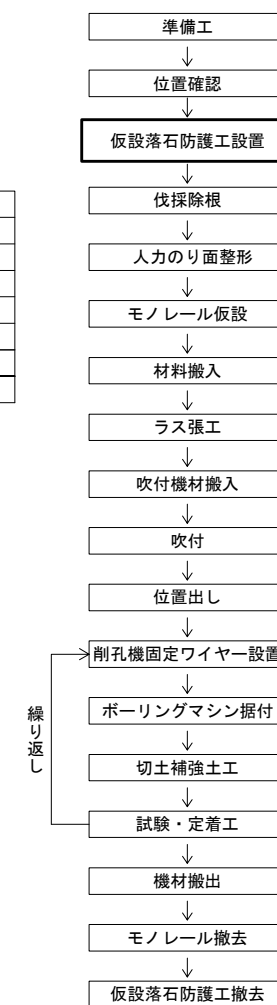 準備工
位置確認
仮設落石防護工設置
伐採除根
人力のり面整形
モノレール仮設
材料搬入
ラス張工
吹付機材搬入
吹付
位置出し
削孔機固定ワイヤー設置
ボーリングマシン据付
切土補強土工
試験・定着工
繰り返し
機材搬出
モノレール撤去
仮設落石防護工撤去